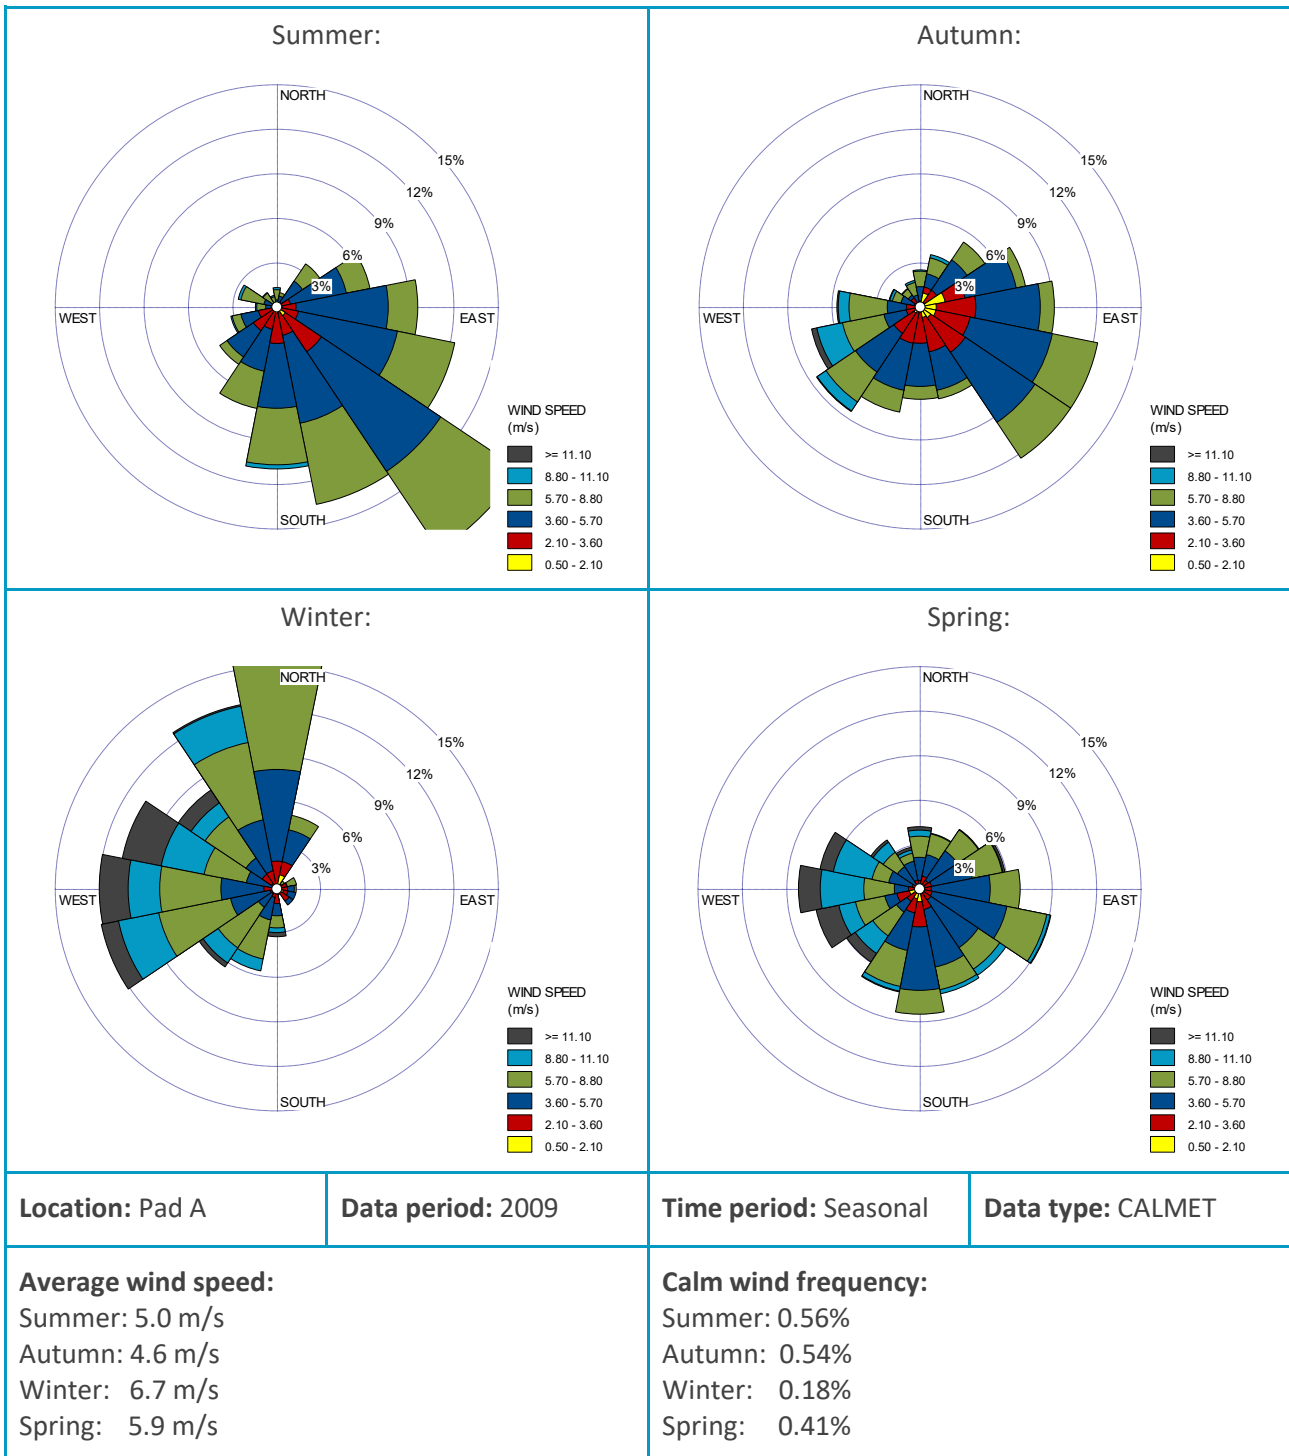 Summer:
NORTH
15%
12%
9%
6%
3%
WEST
EAST
SOUTH
WIND SPEED
(m/s)
>= 11.10
8.80 - 11.10
5.70 - 8.80
3.60 - 5.70
2.10 - 3.60
0.50 - 2.10
Autumn:
NORTH
15%
12%
9%
6%
3%
WEST
EAST
SOUTH
WIND SPEED
(m/s)
>= 11.10
8.80 - 11.10
5.70 - 8.80
3.60 - 5.70
2.10 - 3.60
0.50 - 2.10
Winter:
NORTH
15%
12%
9%
6%
3%
WEST
EAST
SOUTH
WIND SPEED
(m/s)
>= 11.10
8.80 - 11.10
5.70 - 8.80
3.60 - 5.70
2.10 - 3.60
0.50 - 2.10
Spring:
NORTH
15%
12%
9%
6%
3%
WEST
EAST
SOUTH
WIND SPEED
(m/s)
>= 11.10
8.80 - 11.10
5.70 - 8.80
3.60 - 5.70
2.10 - 3.60
0.50 - 2.10
Location: Pad A
Data period: 2009
Time period: Seasonal
Data type: CALMET
Average wind speed:
Summer: 5.0 m/s
Autumn: 4.6 m/s
Winter: 6.7 m/s
Spring: 5.9 m/s
Calm wind frequency:
Summer: 0.56%
Autumn: 0.54%
Winter: 0.18%
Spring: 0.41%